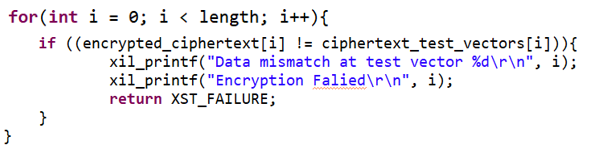 for(int i = 0; i < length; i++){
if ((encrypted_ciphertext[i] != ciphertext_test_vectors[i])){
xil_printf("Data mismatch at test vector %d\r\n", i);
xil_printf("Encryption Falied\r\n", i);
return XST_FAILURE;
}
}